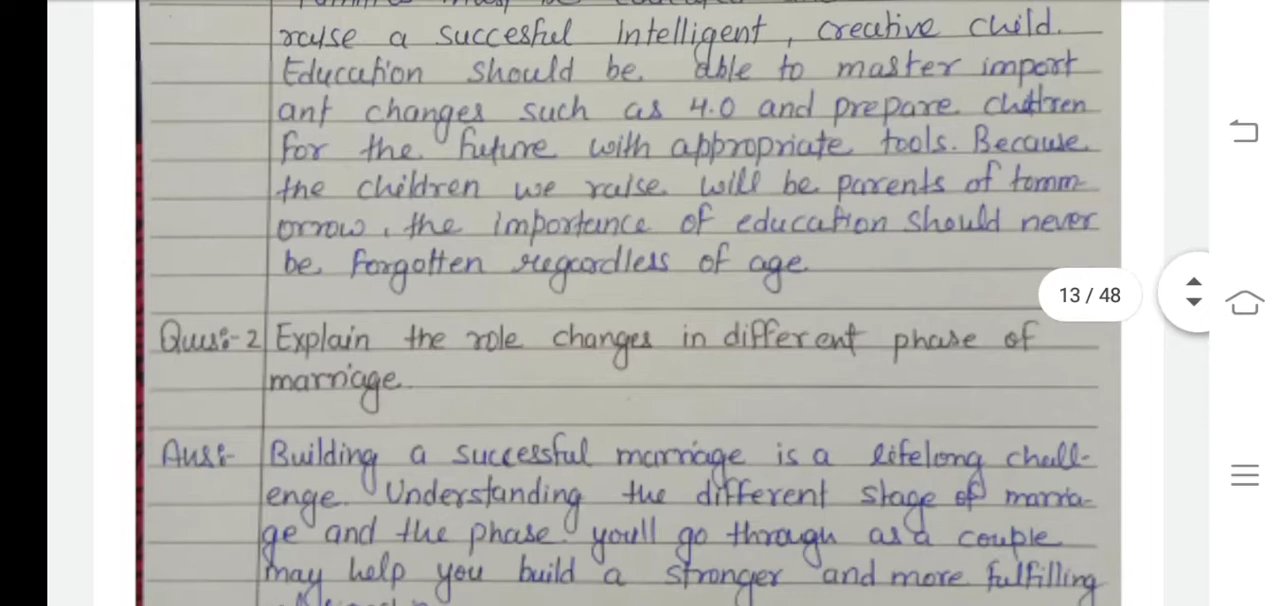 raise a succesful intelligent, creative child.
Education should be able to master import
ant changes such as 4.0 and prepare children
for the future with appropriate tools. Because
the children we raise will be parents of tomm-
orrow, the importance of education should never
be forgotten regardless of age
13 / 48
Ques:-2 Explain the role changes in different phase of
marriage.
Ans:- Building a successful marriage is a lifelong chall-
enge. Understanding the different stage of marria-
ge and the phase you'll go through as a couple
may help you build a stronger and more fulfilling